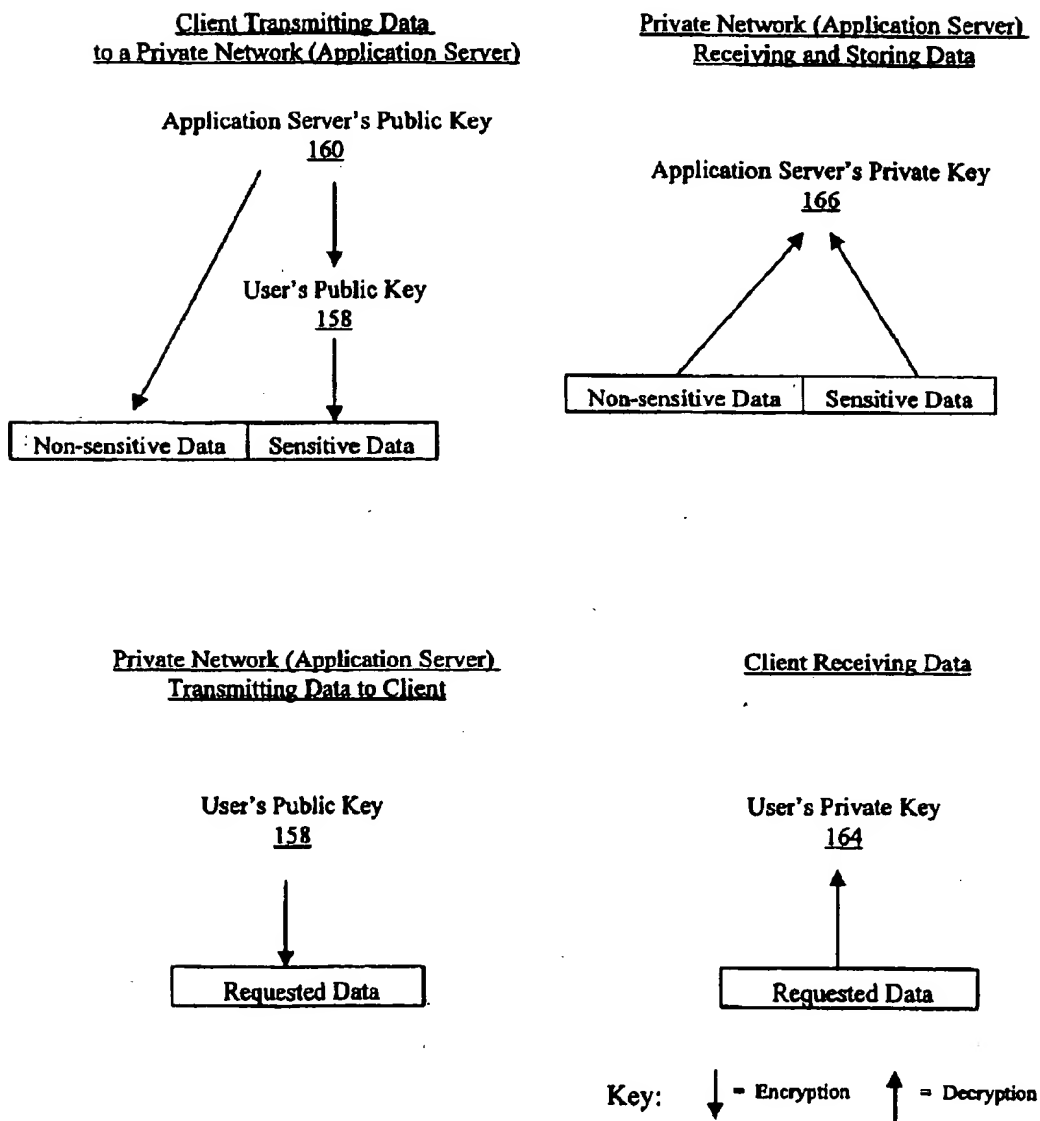 Client Transmitting Data
to a Private Network (Application Server)
Application Server's Public Key
160
User's Public Key
158
Non-sensitive Data
Sensitive Data
Private Network (Application Server)
Receiving and Storing Data
Application Server's Private Key
166
Non-sensitive Data
Sensitive Data
Private Network (Application Server)
Transmitting Data to Client
User's Public Key
158
Requested Data
Client Receiving Data
User's Private Key
164
Requested Data
Key: = Encryption = Decryption